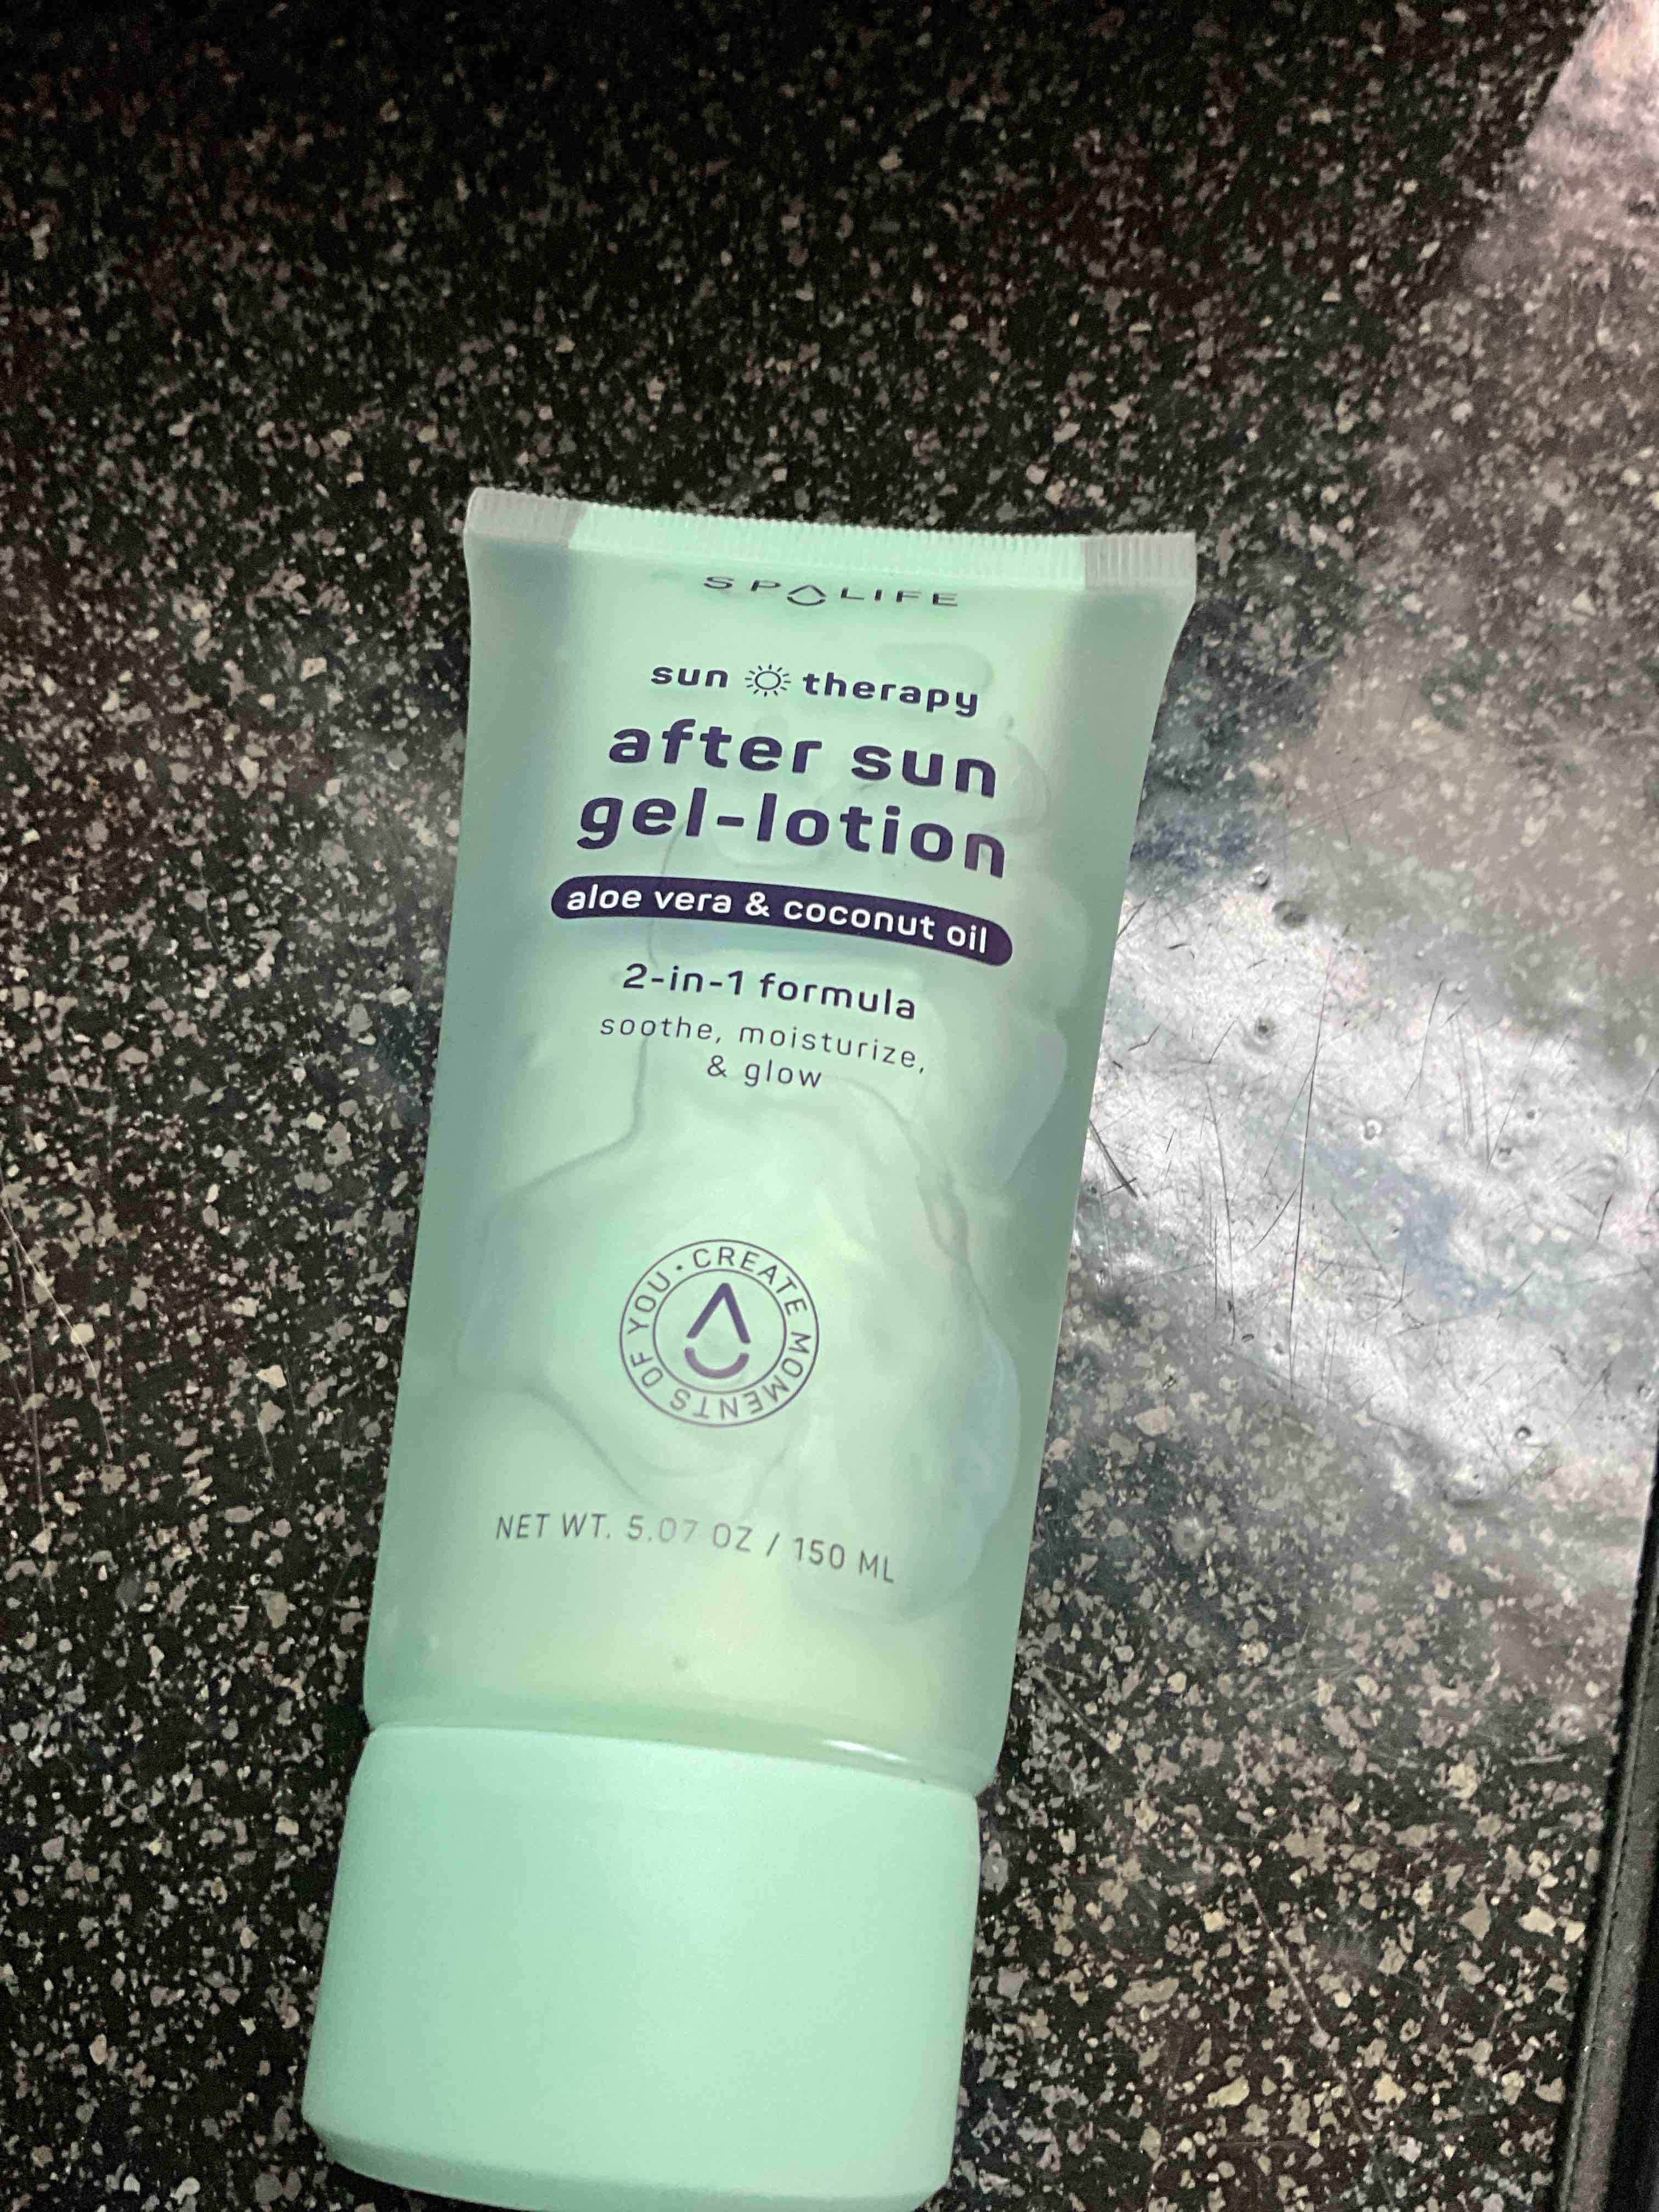 SPALIFE
sun therapy
after sun
gel-lotion
aloe vera & coconut oil
2-in-1 formula
soothe, moisturize,
& glow
CREATE MOMENTS OF YOU •
NET WT. 5.07 OZ / 150 ML